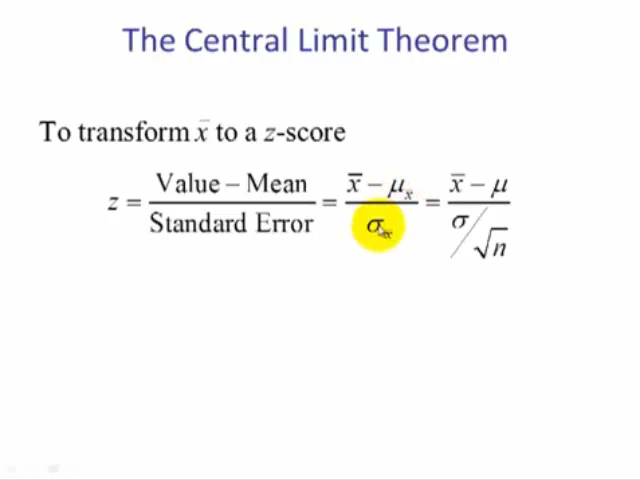 The Central Limit Theorem
To transform x̄ to a z-score
z = (Value – Mean) / (Standard Error) = (x̄ – μₓ̄) / (σₓ̄) = (x̄ – μ) / (σ/√n)